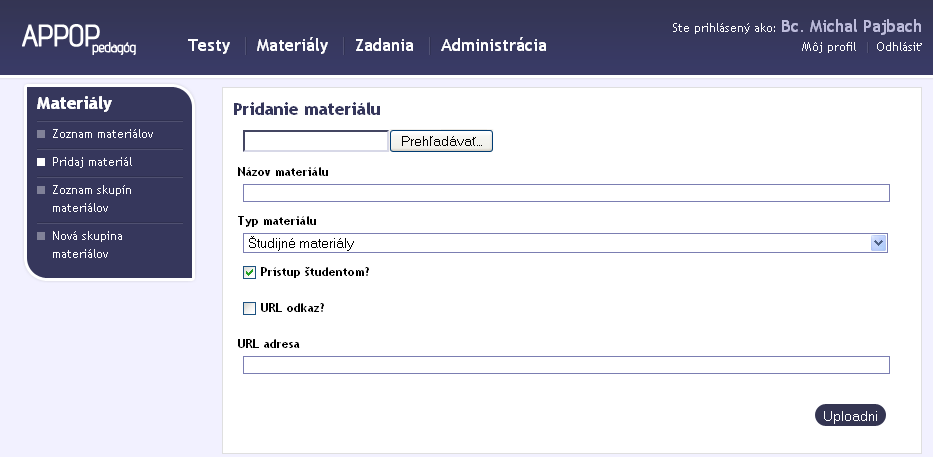 APPOP
pedagóg
Testy
Materiály
Zadania
Administrácia
Ste prihlásený ako: Bc. Michal Pajbach
Môj profil
Odhlásiť
Materiály
Zoznam materiálov
Pridaj materiál
Zoznam skupín
materiálov
Nová skupina
materiálov
Pridanie materiálu
Prehľadávať...
Názov materiálu
Typ materiálu
Študijné materiály
Prístup študentom?
URL odkaz?
URL adresa
Uploadni